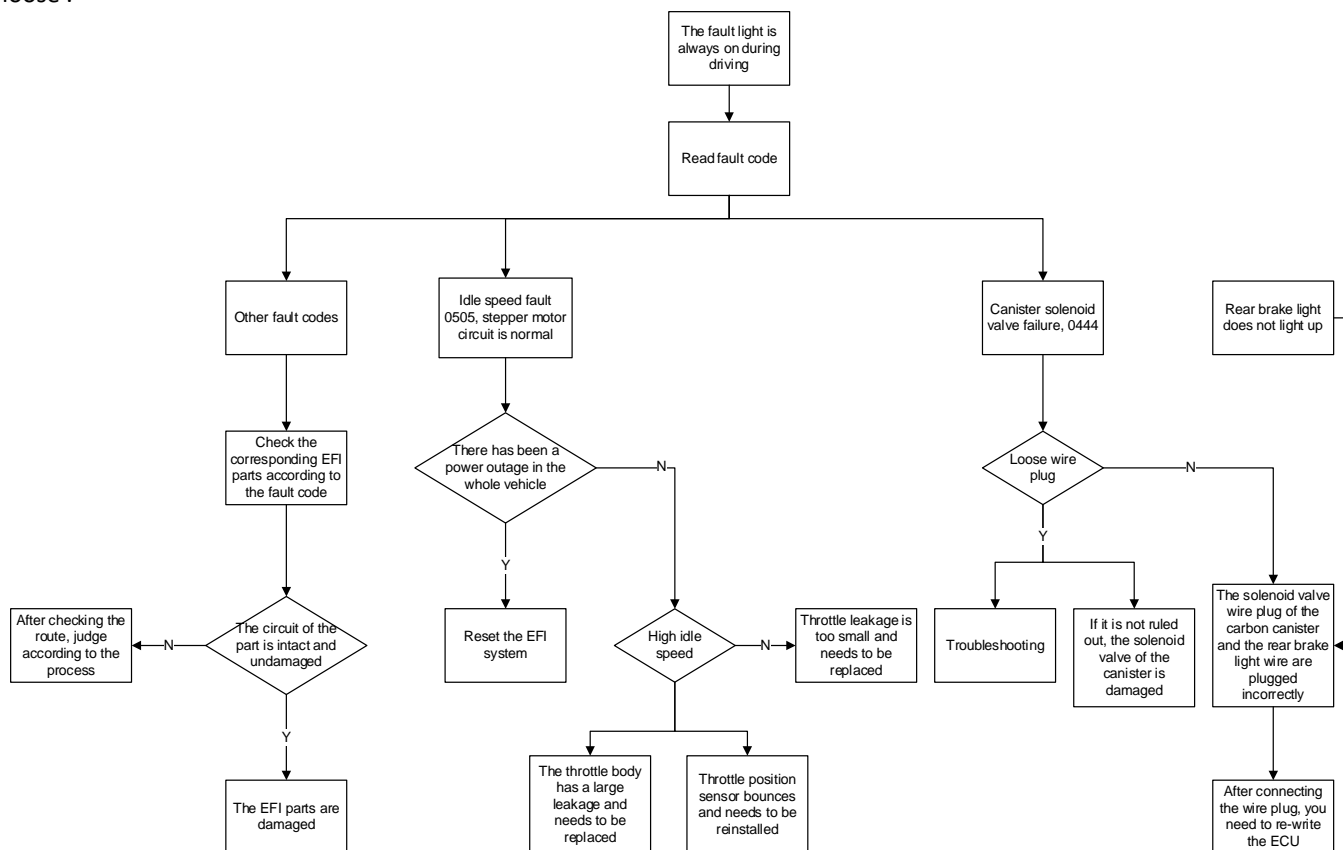 loose .
The fault light is
always on during
driving
Read fault code
Other fault codes
Idle speed fault
0505, stepper motor
circuit is normal
Canister solenoid
valve failure, 0444
Rear brake light
does not light up
Check the
corresponding EFI
parts according to
the fault code
There has been a
power outage in the
whole vehicle
N
Loose wire
plug
N
Y
Y
After checking the
route, judge
according to the
process
N
The circuit of the
part is intact and
undamaged
Reset the EFI
system
High idle
speed
N
Throttle leakage is
too small and
needs to be
replaced
Troubleshooting
If it is not ruled
out, the solenoid
valve of the
canister is
damaged
The solenoid valve
wire plug of the
carbon canister
and the rear brake
light wire are
plugged
incorrectly
Y
The EFI parts are
damaged
The throttle body
has a large
leakage and
needs to be
replaced
Throttle position
sensor bounces
and needs to be
reinstalled
After connecting
the wire plug, you
need to re-write
the ECU